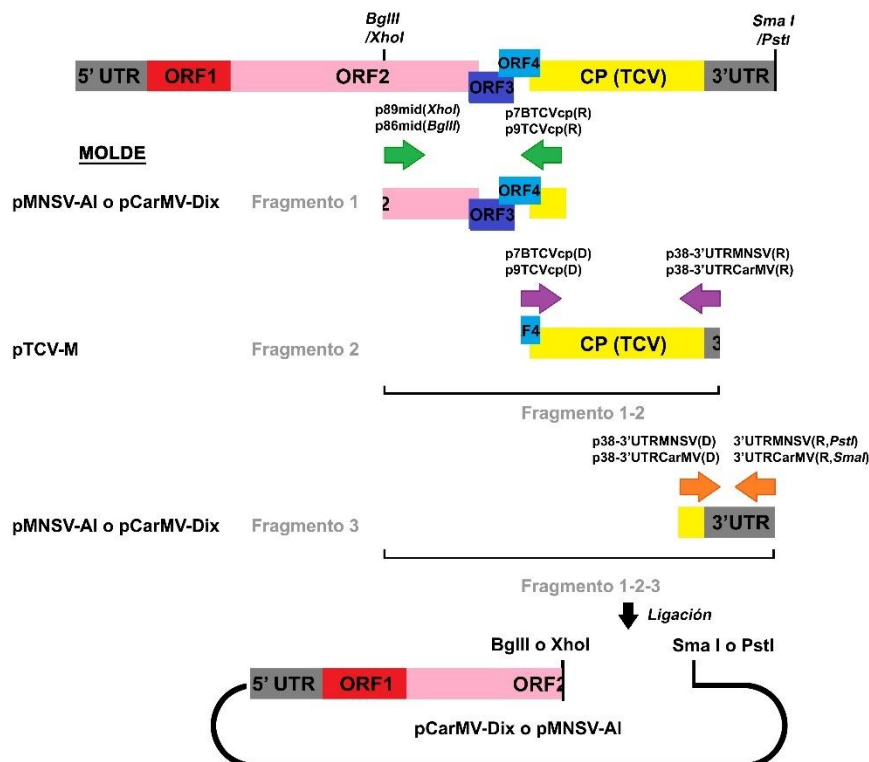 BglII
/XhoI
Sma I
/PstI
5' UTR ORF1 ORF2 ORF3 ORF4 CP (TCV) 3'UTR
p89mid(XhoI)
p86mid(BglII)
p7BTCVcp(R)
p9TCVcp(R)
MOLDE
pMNSV-Al o pCarMV-Dix Fragmento 1 2 ORF3 ORF4
p7BTCVcp(D)
p9TCVcp(D)
p38-3'UTRMNSV(R)
p38-3'UTRCarMV(R)
pTCV-M Fragmento 2 F4 CP (TCV) 3
Fragmento 1-2
p38-3'UTRMNSV(D) 3'UTRMNSV(R,PstI)
p38-3'UTRCarMV(D) 3'UTRCarMV(R,SmaI)
pMNSV-Al o pCarMV-Dix Fragmento 3 3'UTR
Fragmento 1-2-3
Ligación
BglII o XhoI Sma I o PstI
5' UTR ORF1 ORF2
pCarMV-Dix o pMNSV-Al